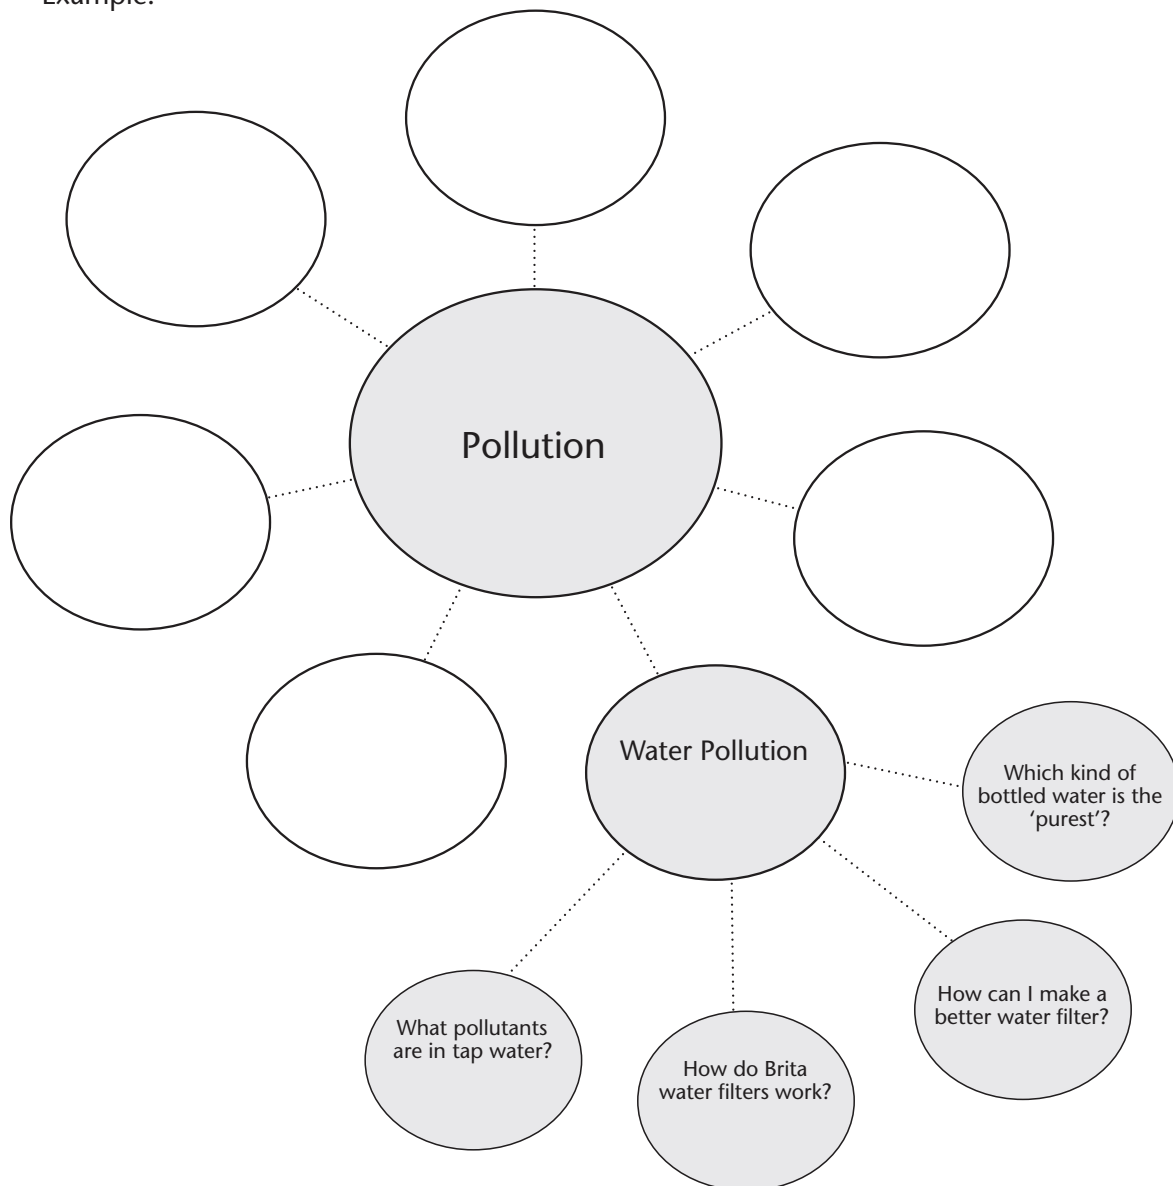 Example:
Pollution
Water Pollution
Which kind of
bottled water is the
‘purest’?
How can I make a
better water filter?
What pollutants
are in tap water?
How do Brita
water filters work?